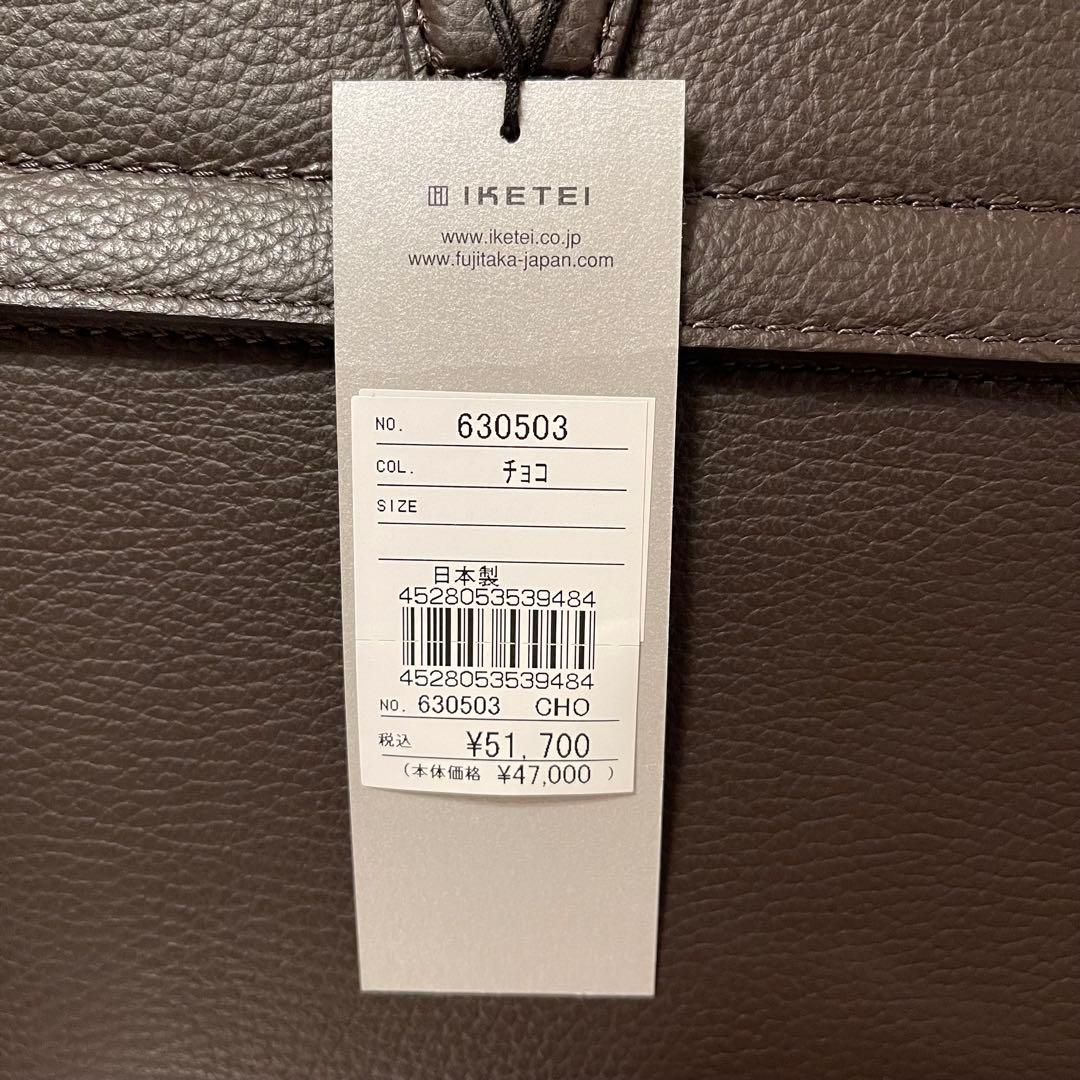 IKETEI
www.iketei.co.jp
www.fujitaka-japan.com
NO. 630503
COL. ﾁｮｺ
SIZE
日本製
4528053539484
4528053539484
NO. 630503 CHO
税込 ¥51,700
(本体価格 ¥47,000 )